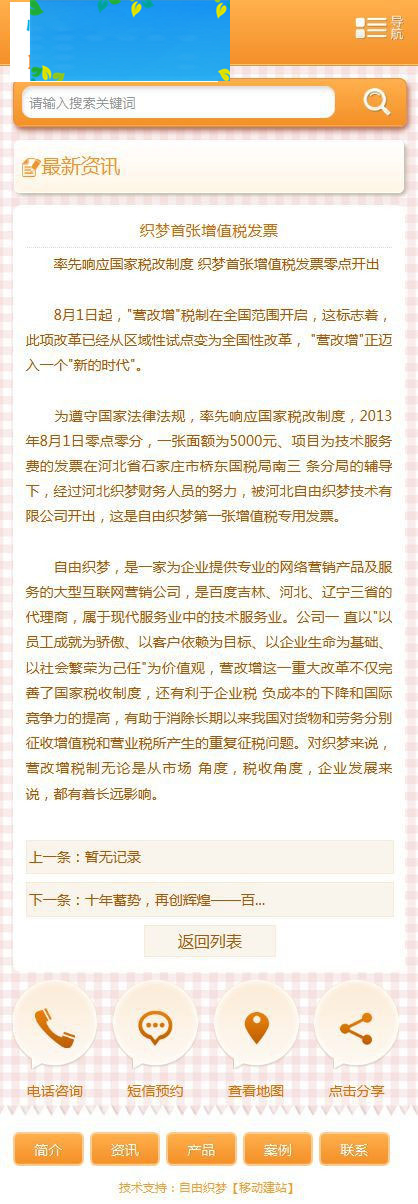 导航
请输入搜索关键词
最新资讯
织梦首张增值税发票
率先响应国家税改制度 织梦首张增值税发票零点开出
8月1日起，"营改增"税制在全国范围开启，这标志着，
此项改革已经从区域性试点变为全国性改革， "营改增"正迈
入一个"新的时代"。
为遵守国家法律法规，率先响应国家税改制度，2013
年8月1日零点零分，一张面额为5000元、项目为技术服务
费的发票在河北省石家庄市桥东国税局南三 条分局的辅导
下，经过河北织梦财务人员的努力，被河北自由织梦技术有
限公司开出，这是自由织梦第一张增值税专用发票。
自由织梦，是一家为企业提供专业的网络营销产品及服
务的大型互联网营销公司，是百度吉林、河北、辽宁三省的
代理商，属于现代服务业中的技术服务业。公司一 直以"以
员工成就为骄傲、以客户依赖为目标、以企业生命为基础、
以社会繁荣为己任"为价值观，营改增这一重大改革不仅完
善了国家税收制度，还有利于企业税 负成本的下降和国际
竞争力的提高，有助于消除长期以来我国对货物和劳务分别
征收增值税和营业税所产生的重复征税问题。对织梦来说，
营改增税制无论是从市场 角度，税收角度，企业发展来
说，都有着长远影响。
上一条：暂无记录
下一条：十年蓄势，再创辉煌——百...
返回列表
电话咨询 短信预约 查看地图 点击分享
简介 资讯 产品 案例 联系
技术支持：自由织梦【移动建站】